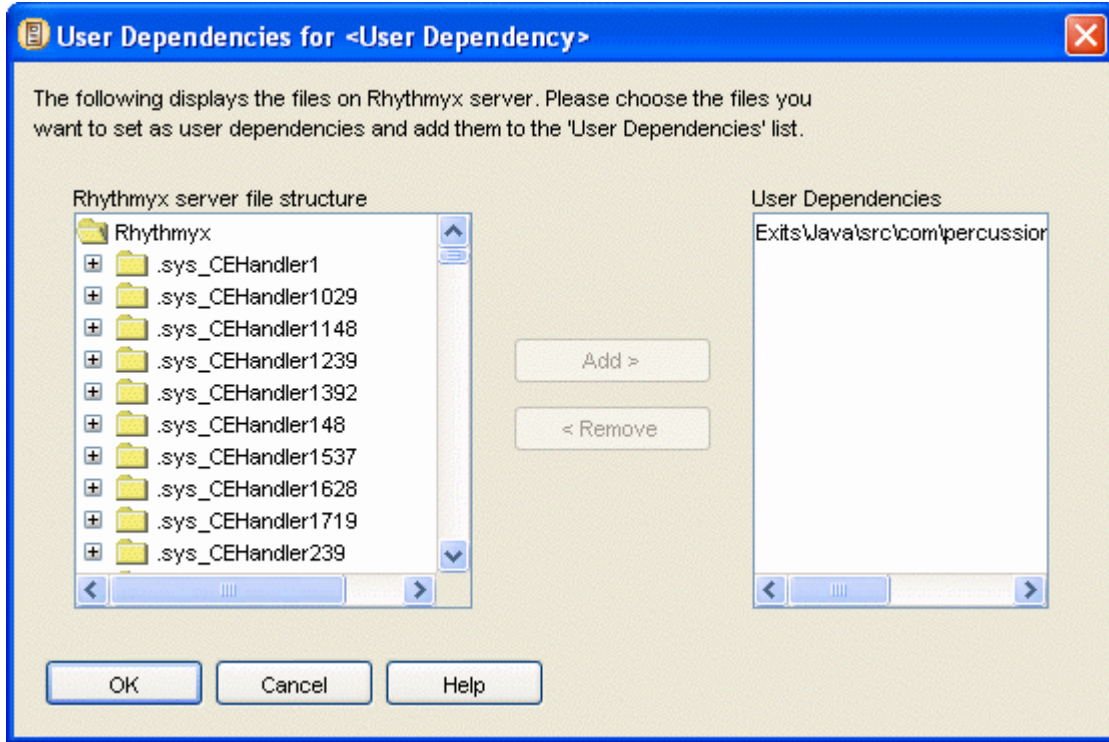 User Dependencies for <User Dependency>
The following displays the files on Rhythmyx server. Please choose the files you
want to set as user dependencies and add them to the 'User Dependencies' list.
Rhythmyx server file structure
Rhythmyx
.sys_CEHandler1
.sys_CEHandler1029
.sys_CEHandler1148
.sys_CEHandler1239
.sys_CEHandler1392
.sys_CEHandler148
.sys_CEHandler1537
.sys_CEHandler1628
.sys_CEHandler1719
.sys_CEHandler239
Add >
< Remove
User Dependencies
Exits\Java\src\com\percussion
OK
Cancel
Help